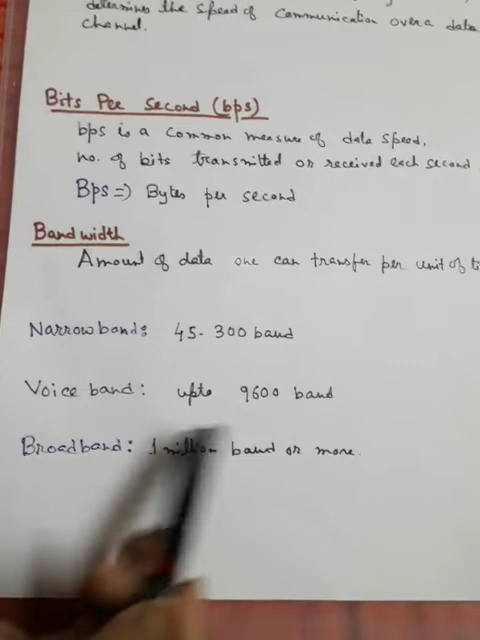 determines the speed of communication over a data
channel.
Bits Per Second (bps)
bps is a common measure of data speed,
no. of bits transmitted or received each second
Bps => Bytes per second
Bandwidth
Amount of data one can transfer per unit of
Narrowband: 45-300 baud
Voice band: upto 9600 baud
Broadband: 1 million baud or more.